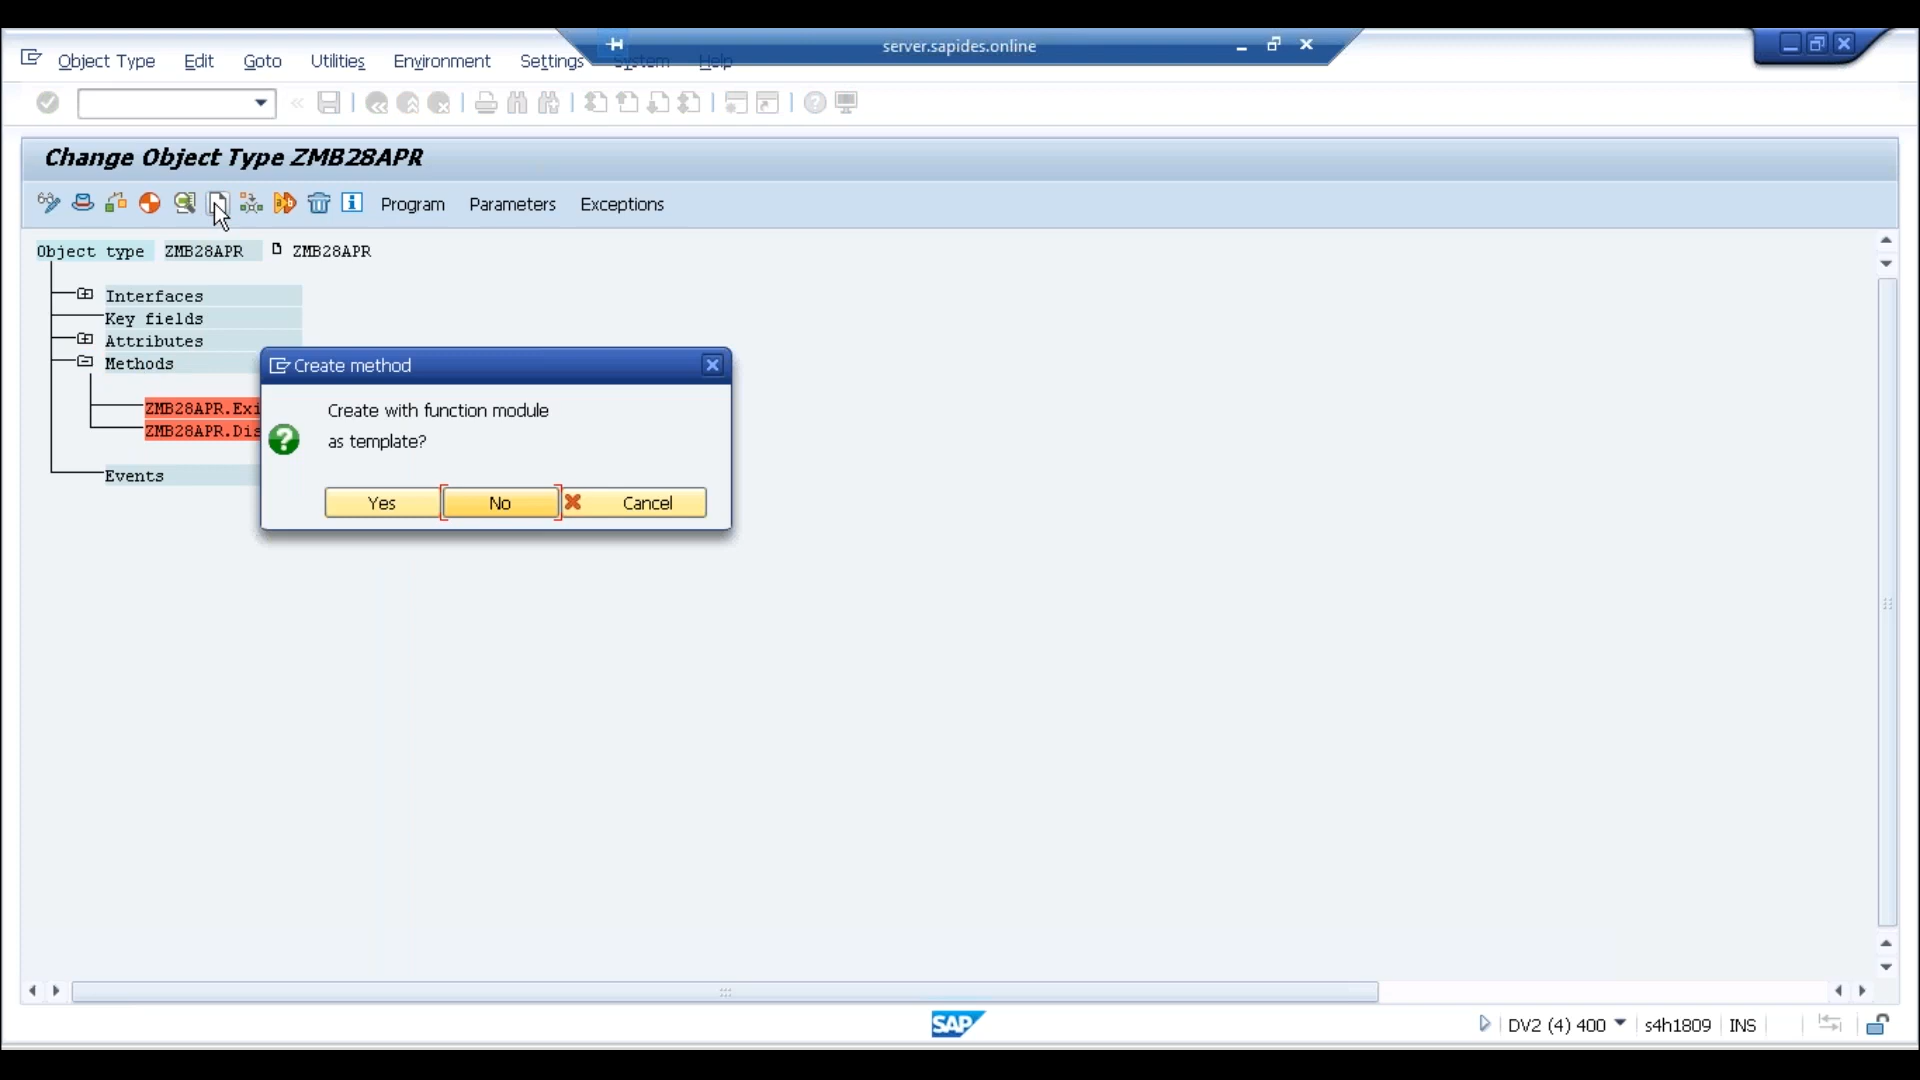 server.sapides.online
Object Type Edit Goto Utilities Environment Settings System Help
Change Object Type ZMB28APR
Program Parameters Exceptions
Object type ZMB28APR ZMB28APR
Interfaces
Key fields
Attributes
Methods
ZMB28APR.Exi
ZMB28APR.Dis
Events
Create method
Create with function module
as template?
Yes No Cancel
SAP
DV2 (4) 400 s4h1809 INS